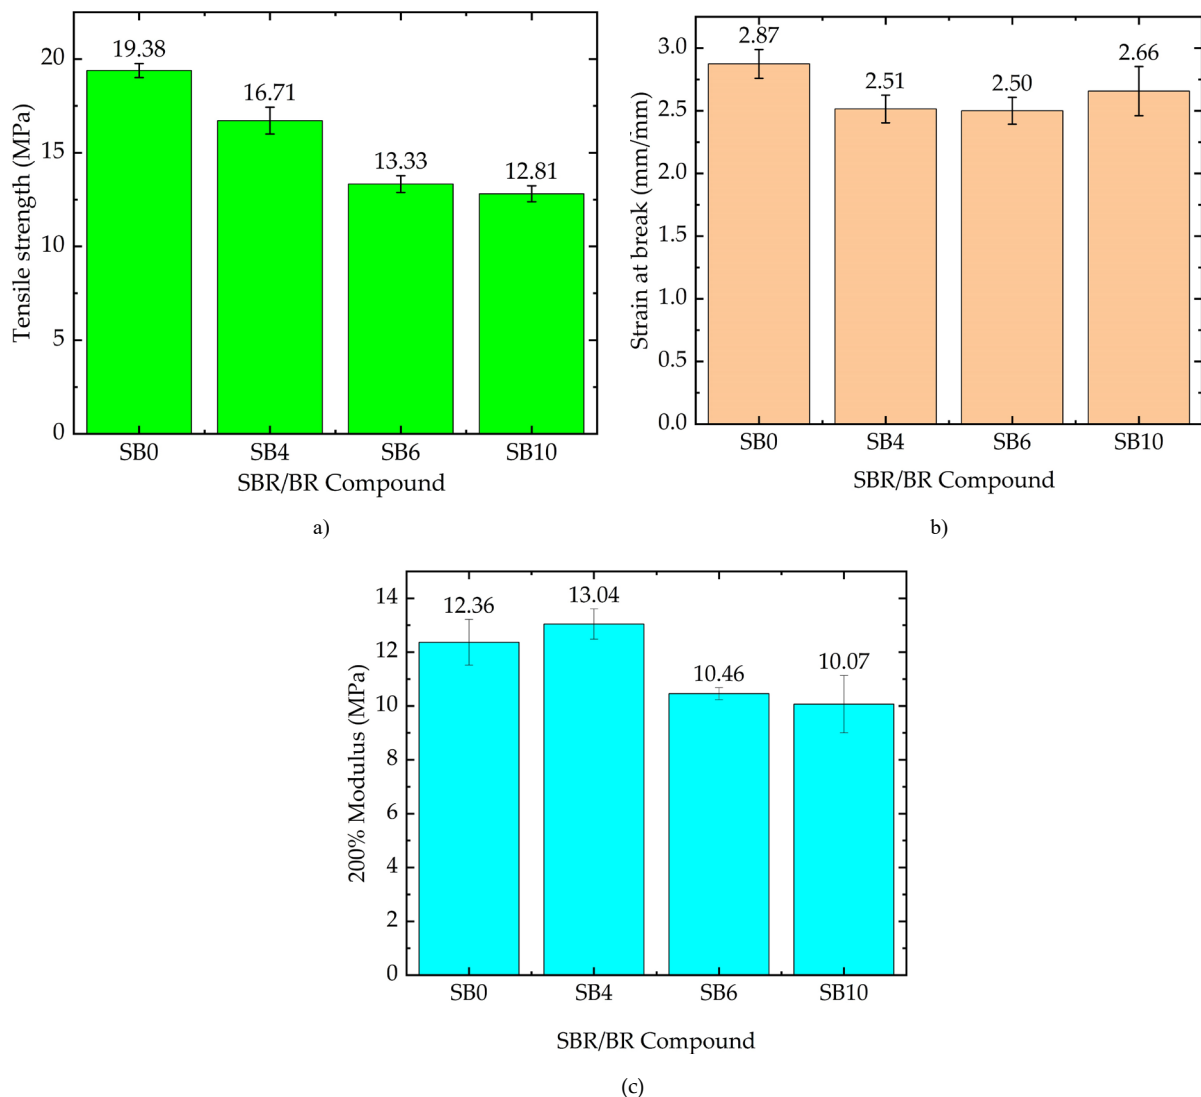 Tensile strength (MPa)
20
15
10
5
0
19.38
16.71
13.33
12.81
SB0 SB4 SB6 SB10
SBR/BR Compound
a)
Strain at break (mm/mm)
3.0
2.5
2.0
1.5
1.0
0.5
0.0
2.87
2.51
2.50
2.66
SB0 SB4 SB6 SB10
SBR/BR Compound
b)
200% Modulus (MPa)
14
12
10
8
6
4
2
0
12.36
13.04
10.46
10.07
SB0 SB4 SB6 SB10
SBR/BR Compound
(c)